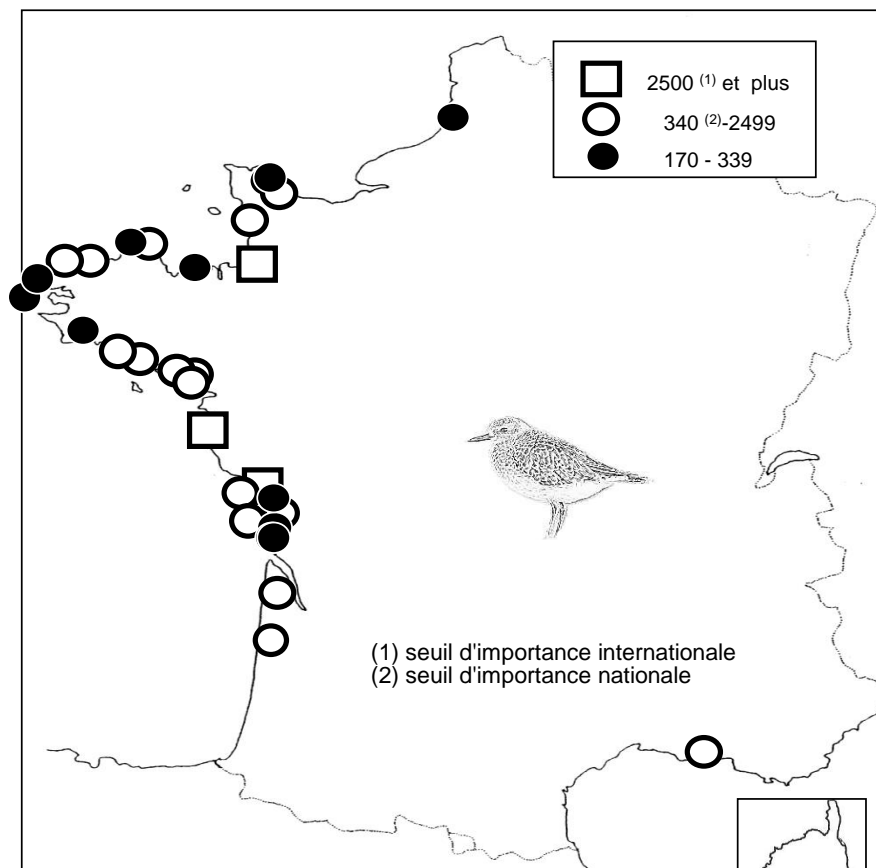 2500 (1) et plus
340 (2)-2499
170 - 339
(1) seuil d'importance internationale
(2) seuil d'importance nationale